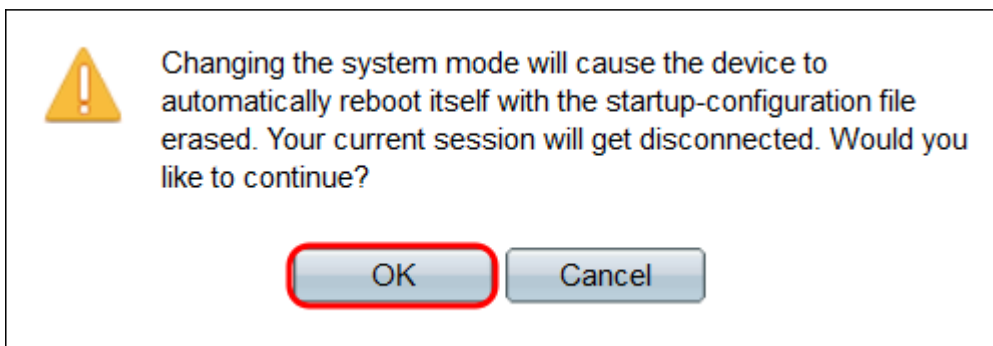 Changing the system mode will cause the device to
automatically reboot itself with the startup-configuration file
erased. Your current session will get disconnected. Would you
like to continue?
OK Cancel